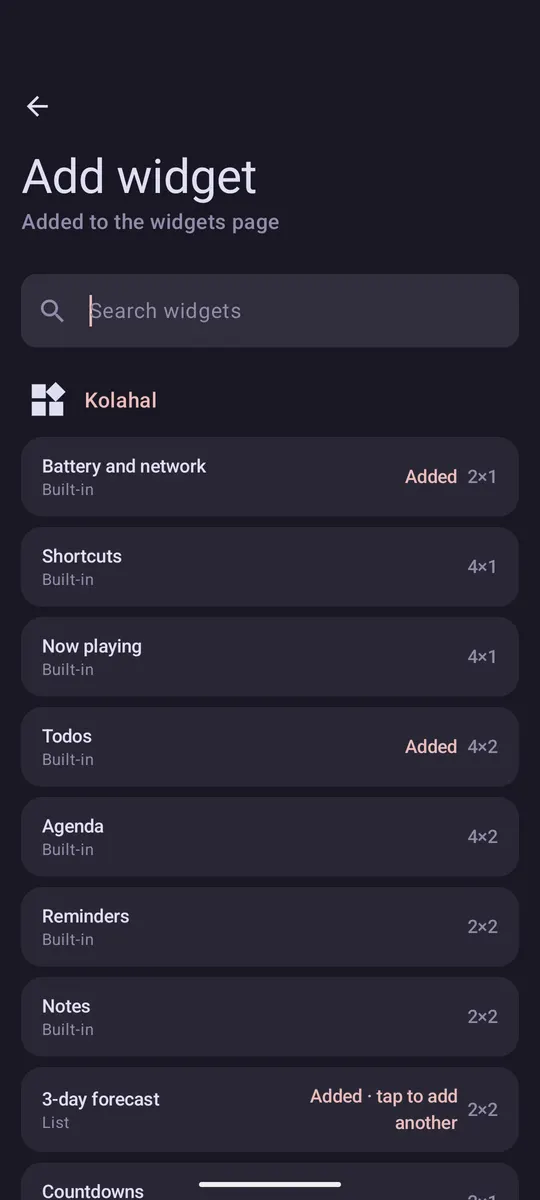 Add widget
Added to the widgets page
Search widgets
Kolahal
Battery and network
Built-in
Added 2×1
Shortcuts
Built-in
4×1
Now playing
Built-in
4×1
Todos
Built-in
Added 4×2
Agenda
Built-in
4×2
Reminders
Built-in
2×2
Notes
Built-in
2×2
3-day forecast
List
Added · tap to add
another
2×2
Countdowns
2×1